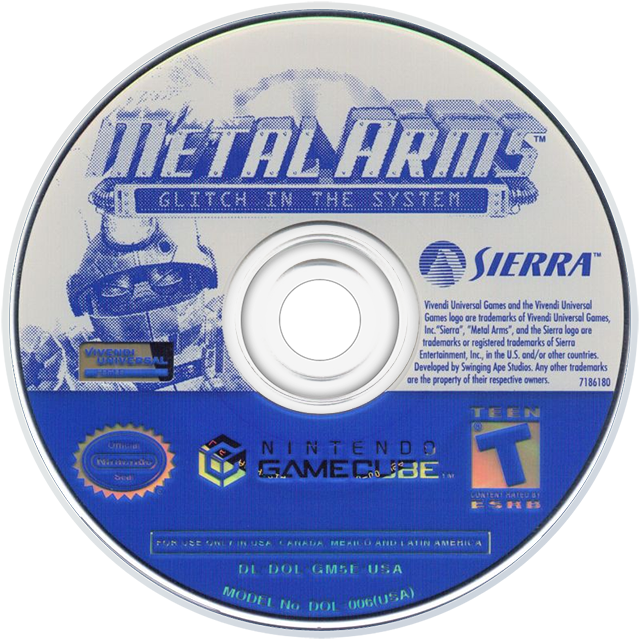 METAL ARMS™
GLITCH IN THE SYSTEM
SIERRA™
Vivendi Universal Games and the Vivendi Universal
Games logo are trademarks of Vivendi Universal Games,
Inc. "Sierra", "Metal Arms", and the Sierra logo are
trademarks or registered trademarks of Sierra
Entertainment, Inc., in the U.S. and/or other countries.
Developed by Swinging Ape Studios. Any other trademarks
are the property of their respective owners.
7186180
VIVENDI
UNIVERSAL
TEEN
T
CONTENT RATED BY
ESRB
Official
Nintendo
Seal
NINTENDO
GAMECUBE™
FOR USE ONLY IN USA, CANADA, MEXICO AND LATIN AMERICA
DL-DOL-GM5E-USA
MODEL No. DOL-006(USA)